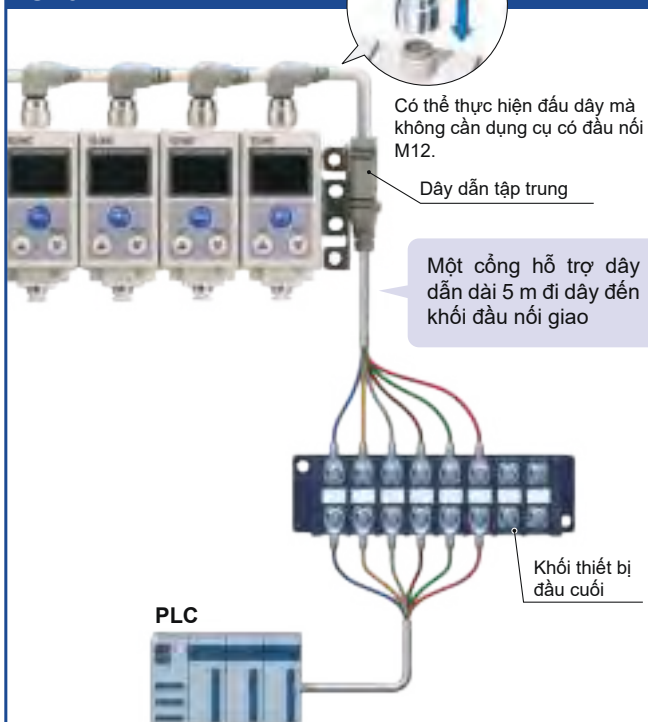 Có thể thực hiện đấu dây mà
không cần dụng cụ có đầu nối
M12.
Dây dẫn tập trung
Một cổng hỗ trợ dây
dẫn dài 5 m đi dây đến
khối đầu nối giao
Khối thiết bị
đầu cuối
PLC